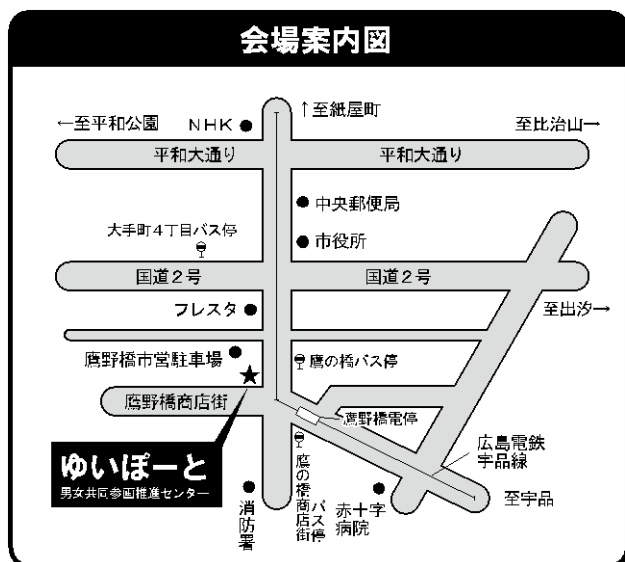 会場案内図
↑至紙屋町
←至平和公園
NHK
至比治山→
平和大通り
平和大通り
中央郵便局
大手町4丁目バス停
市役所
国道2号
国道2号
フレスタ
至出汐→
鷹野橋市営駐車場
鷹の橋バス停
鷹野橋商店街
鷹野橋電停
ゆいぽーと
男女共同参画推進センター
広島電鉄
宇品線
至宇品
消防署
鷹の橋商店街
バス停
赤十字
病院